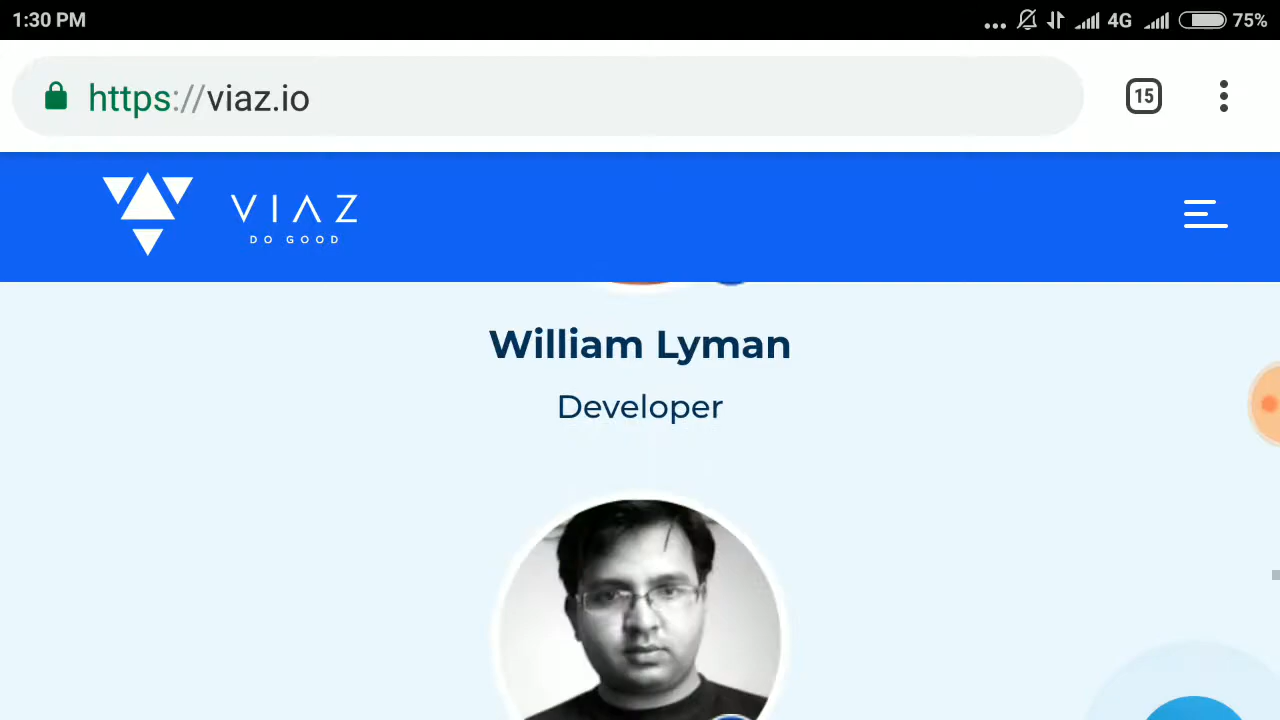 1:30 PM
4G
75%
https://viaz.io
15
VIAZ
DO GOOD
William Lyman
Developer